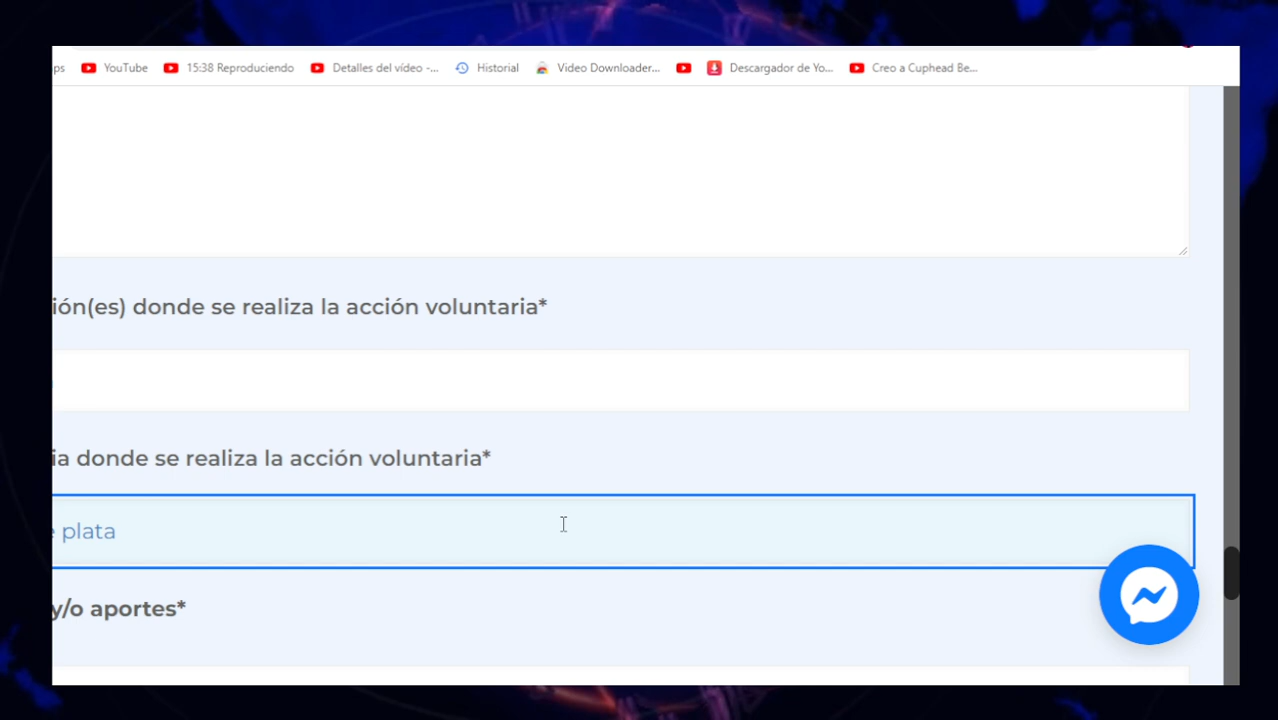 ps YouTube 15:38 Reproduciendo Detalles del vídeo -... Historial Video Downloader... Descargador de Yo... Creo a Cuphead Be...
ión(es) donde se realiza la acción voluntaria*
ia donde se realiza la acción voluntaria*
e plata
y/o aportes*